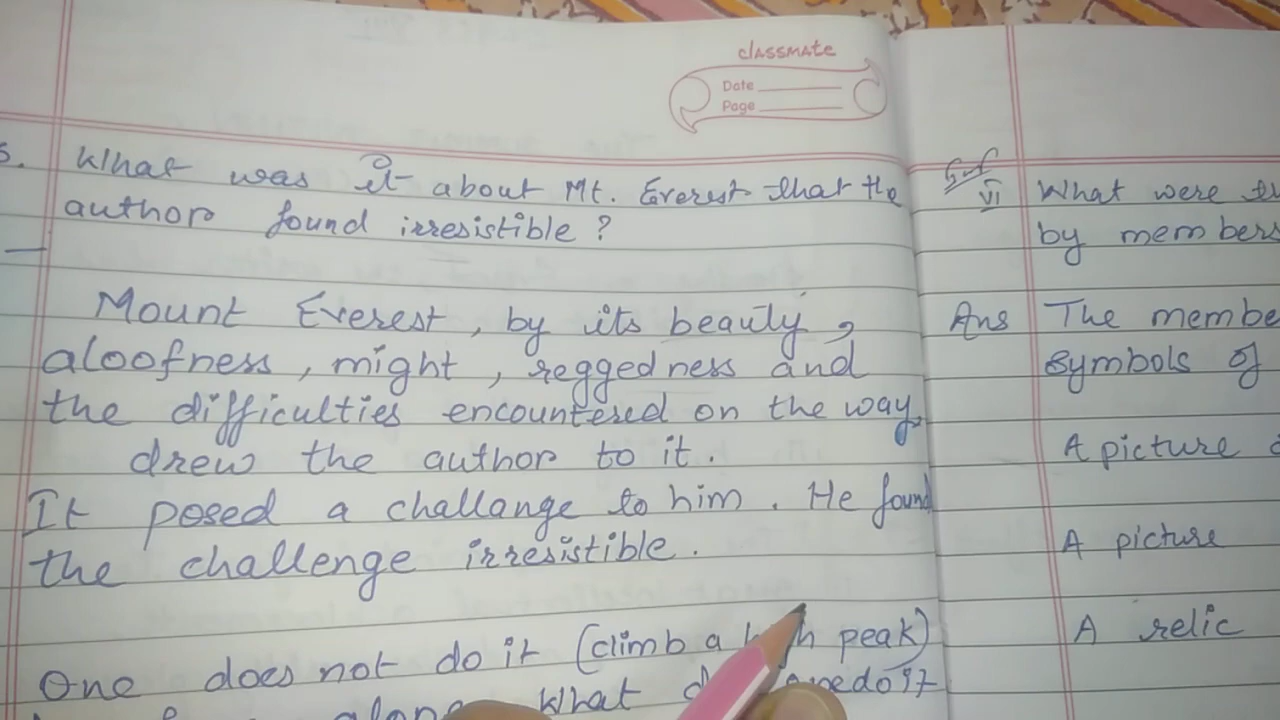 classmate
Date
Page
What was it about Mt. Everest that the
author found irresistible ?
Mount Everest, by its beauty,
aloofness, might, reggedness and
the difficulties encountered on the way,
drew the author to it.
It posed a challange to him. He found
the challenge irresistible.
One does not do it (climb a peak)
alone What doit
vi What were
by members
Ans The
symbols of
A picture
A picture
A relic